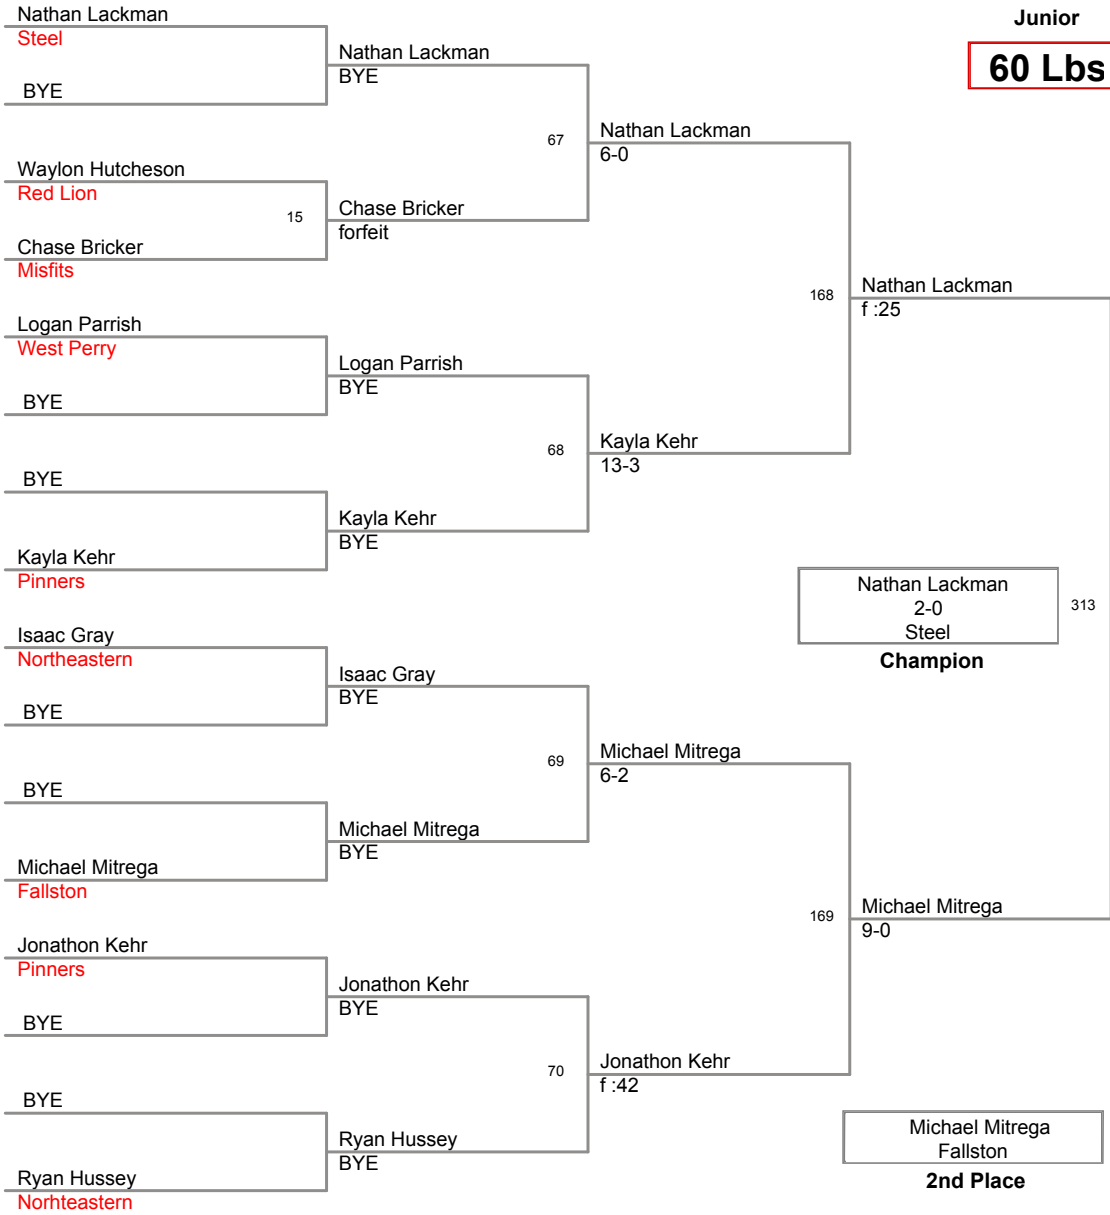 Nathan Lackman
Steel
BYE
Waylon Hutcheson
Red Lion
15
Chase Bricker
Misfits
Logan Parrish
West Perry
BYE
BYE
Kayla Kehr
Pinners
Isaac Gray
Northeastern
BYE
BYE
Michael Mitrega
Fallston
Jonathon Kehr
Pinners
BYE
BYE
Ryan Hussey
Norhteastern
Nathan Lackman
BYE
67
Chase Bricker
forfeit
Logan Parrish
BYE
68
Kayla Kehr
BYE
Isaac Gray
BYE
69
Michael Mitrega
BYE
Jonathon Kehr
BYE
70
Ryan Hussey
BYE
Nathan Lackman
6-0
168
Kayla Kehr
13-3
Michael Mitrega
6-2
169
Jonathon Kehr
f :42
Junior
60 Lbs
Nathan Lackman
f :25
Nathan Lackman
2-0
Steel
Champion
313
Michael Mitrega
9-0
Michael Mitrega
Fallston
2nd Place